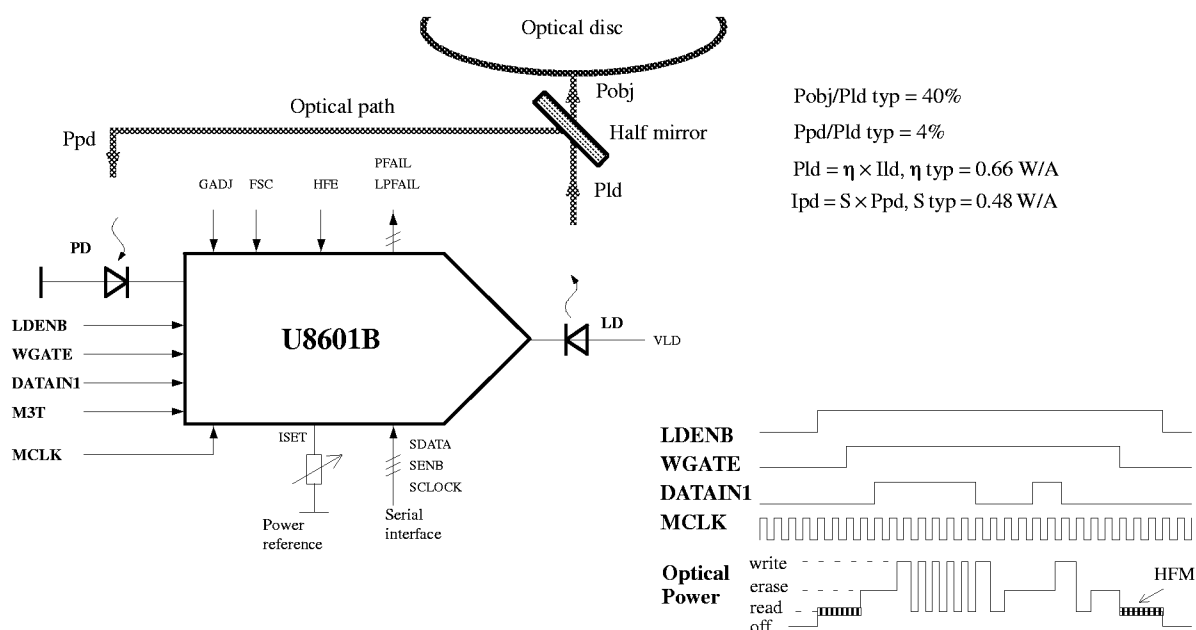 Optical disc
Pobj
Optical path
Ppd
Half mirror
Pld
Pobj/Pld typ = 40%
Ppd/Pld typ = 4%
Pld = η × Ild, η typ = 0.66 W/A
Ipd = S × Ppd, S typ = 0.48 W/A
GADJ
FSC
HFE
PFAIL
LPFAIL
PD
LDENB
WGATE
DATAIN1
M3T
MCLK
U8601B
LD
VLD
ISET
SDATA
SENB
SCLOCK
Power
reference
Serial
interface
LDENB
WGATE
DATAIN1
MCLK
Optical
Power
write
erase
read
off
HFM